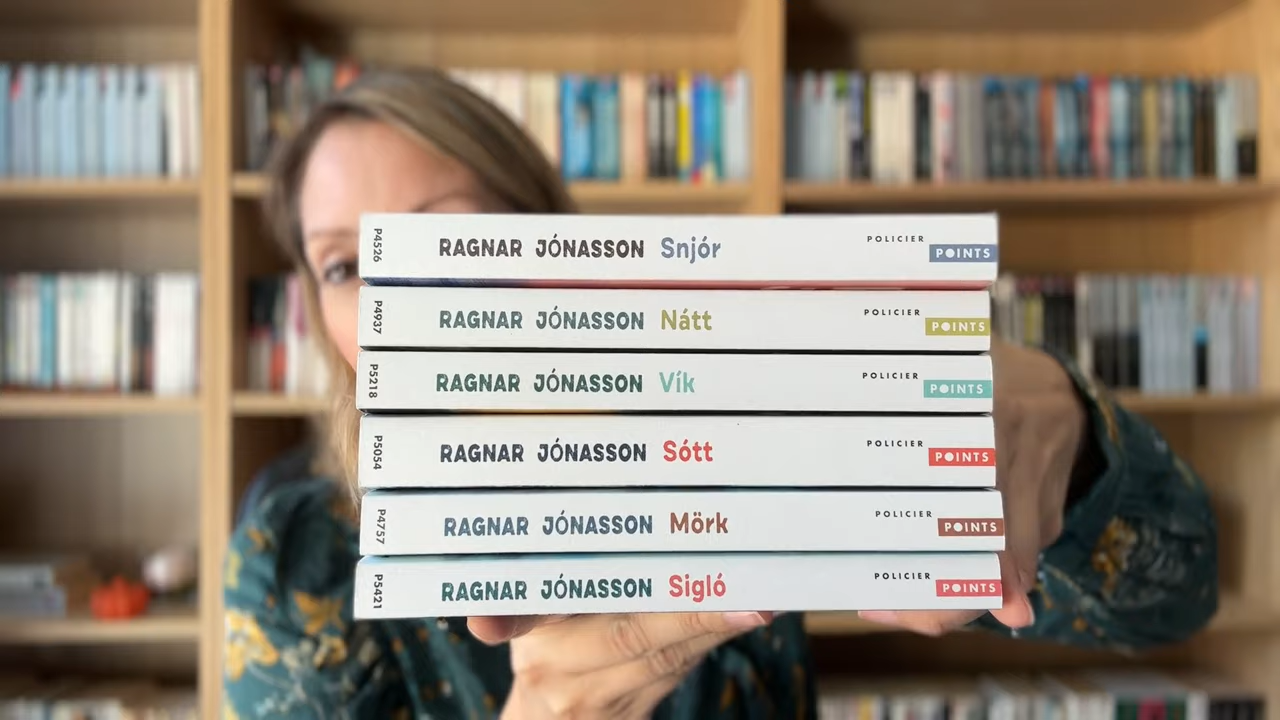 P4526 RAGNAR JÓNASSON Snjór POLICIER POINTS
P4937 RAGNAR JÓNASSON Nátt POLICIER POINTS
P5218 RAGNAR JÓNASSON Vík POLICIER POINTS
P5054 RAGNAR JÓNASSON Sótt POLICIER POINTS
P4757 RAGNAR JÓNASSON Mörk POLICIER POINTS
P5421 RAGNAR JÓNASSON Sigló POLICIER POINTS